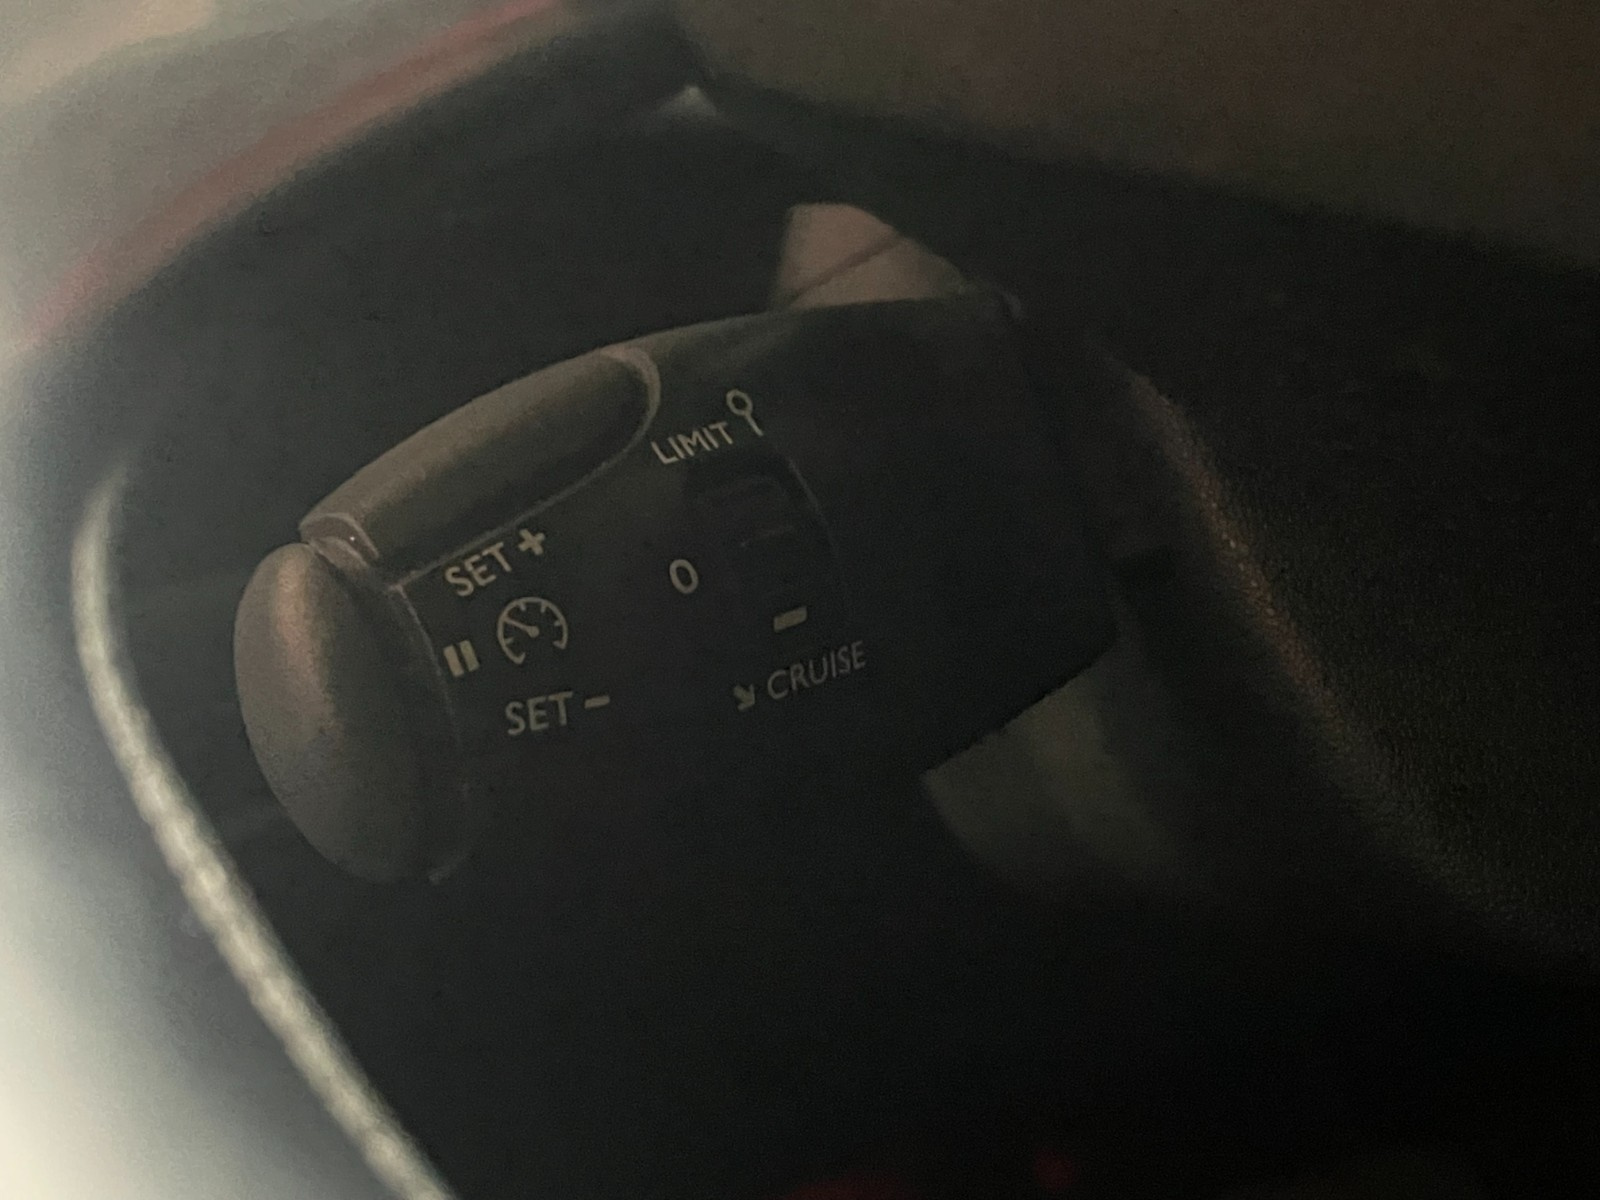 LIMIT
SET +
0
SET -
CRUISE